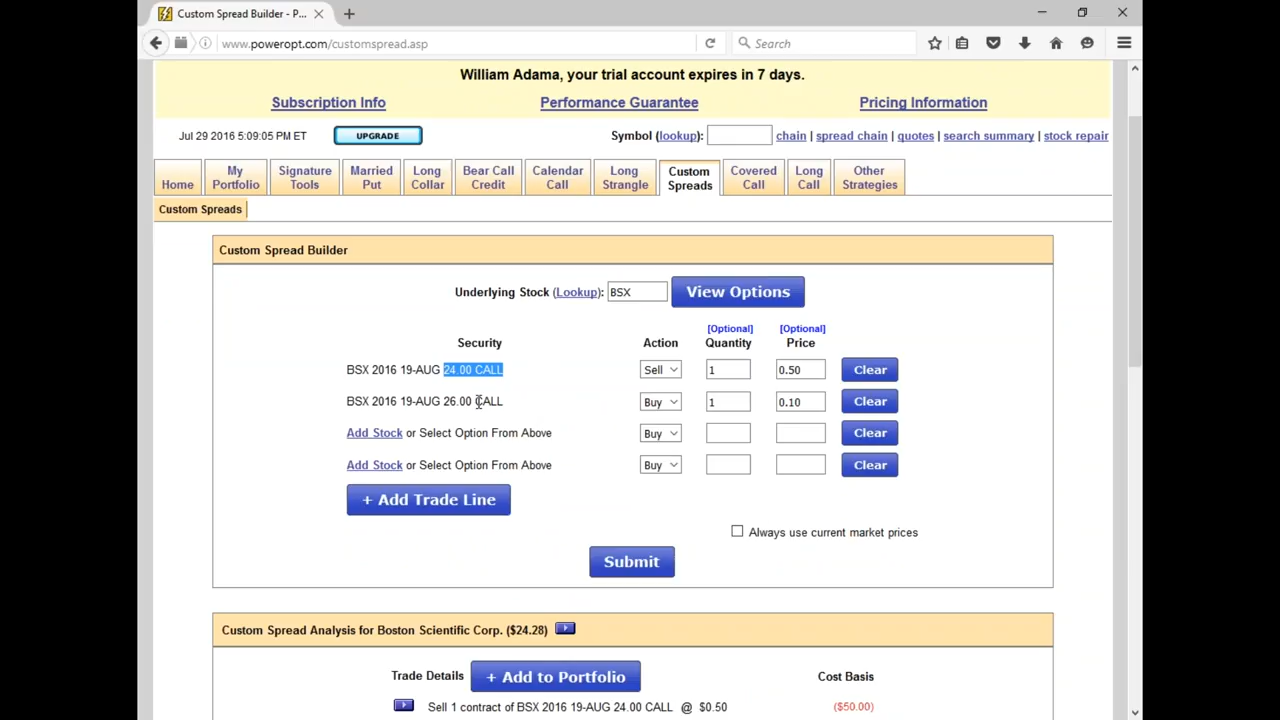 Custom Spread Builder - P...
www.poweropt.com/customspread.asp
Search
William Adama, your trial account expires in 7 days.
Subscription Info Performance Guarantee Pricing Information
Jul 29 2016 5:09:05 PM ET UPGRADE Symbol (lookup): chain | spread chain | quotes | search summary | stock repair
Home My Portfolio Signature Tools Married Put Long Collar Bear Call Credit Calendar Call Long Strangle Custom Spreads Covered Call Long Call Other Strategies
Custom Spreads
Custom Spread Builder
Underlying Stock (Lookup): BSX View Options
[Optional] [Optional]
Security Action Quantity Price
BSX 2016 19-AUG 24.00 CALL Sell 1 0.50 Clear
BSX 2016 19-AUG 26.00 CALL Buy 1 0.10 Clear
Add Stock or Select Option From Above Buy Clear
Add Stock or Select Option From Above Buy Clear
+ Add Trade Line
Always use current market prices
Submit
Custom Spread Analysis for Boston Scientific Corp. ($24.28)
Trade Details + Add to Portfolio Cost Basis
Sell 1 contract of BSX 2016 19-AUG 24.00 CALL @ $0.50 ($50.00)